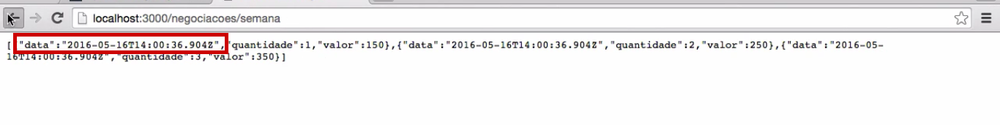 localhost:3000/negociacoes/semana
[ "data":"2016-05-16T14:00:36.904Z","quantidade":1,"valor":150},{"data":"2016-05-16T14:00:36.904Z","quantidade":2,"valor":250},{"data":"2016-05-
16T14:00:36.904Z","quantidade":3,"valor":350}]